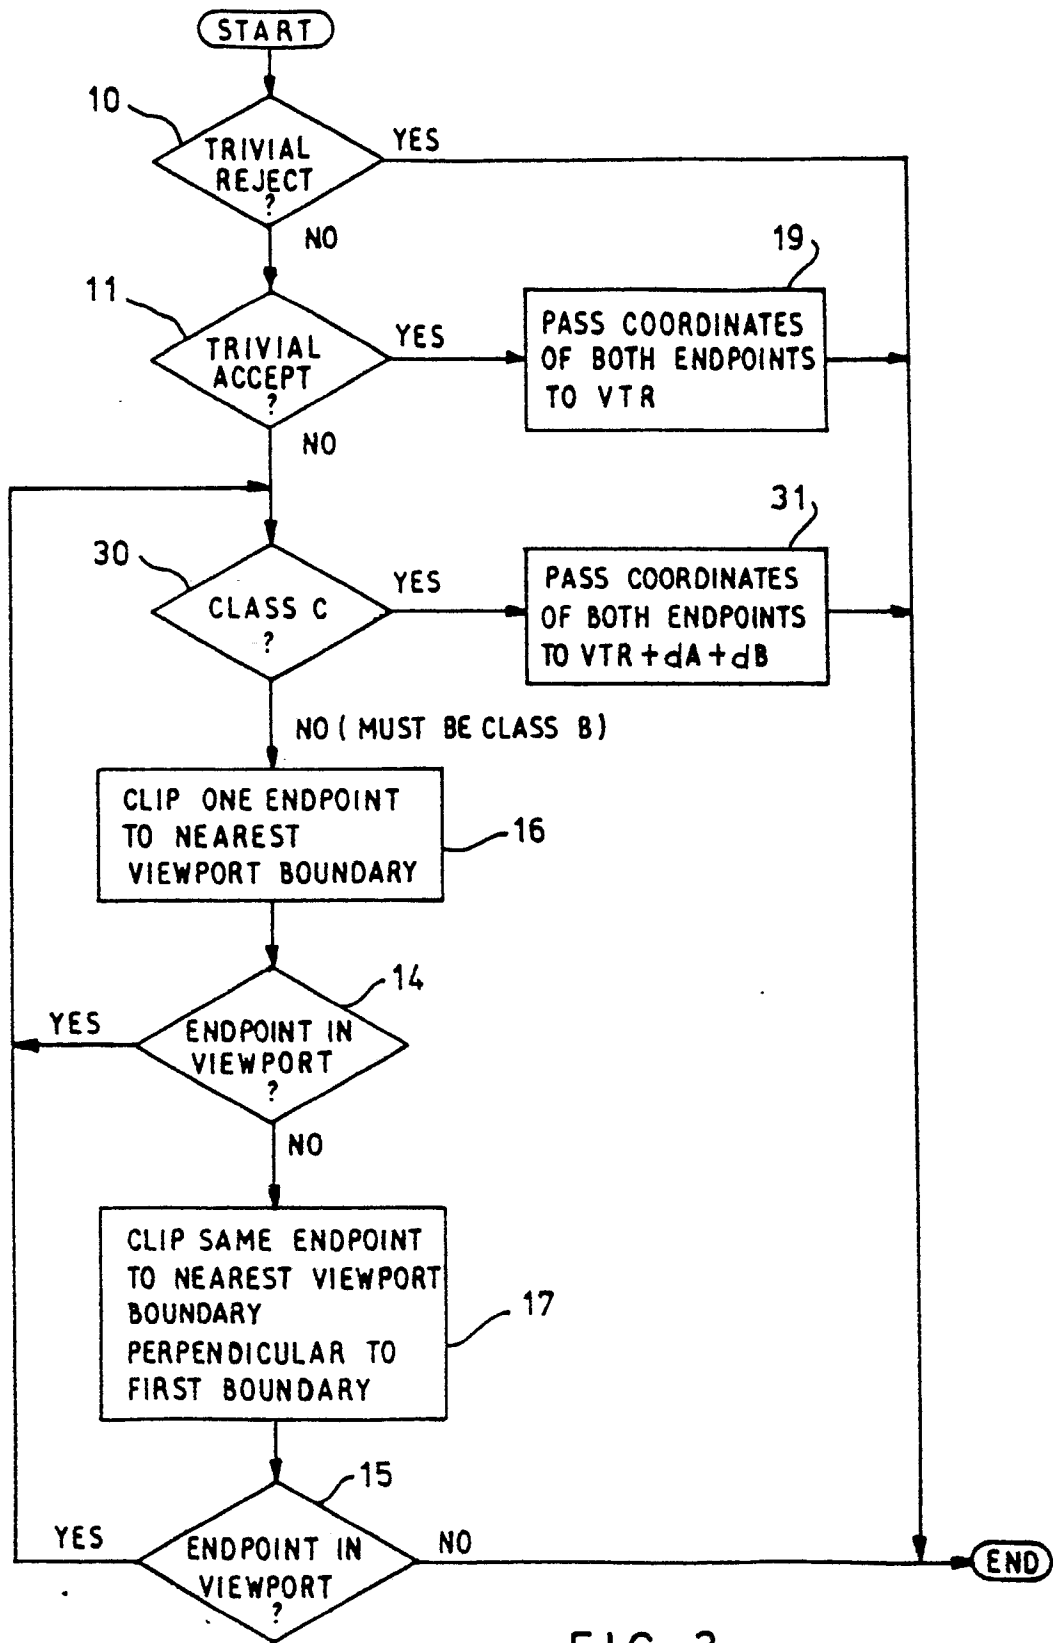 START
10
TRIVIAL
REJECT
?
YES
NO
11
TRIVIAL
ACCEPT
?
YES
NO
19
PASS COORDINATES
OF BOTH ENDPOINTS
TO VTR
30
CLASS C
?
YES
31
PASS COORDINATES
OF BOTH ENDPOINTS
TO VTR+dA+dB
NO (MUST BE CLASS B)
CLIP ONE ENDPOINT
TO NEAREST
VIEWPORT BOUNDARY
16
14
ENDPOINT IN
VIEWPORT
?
YES
NO
CLIP SAME ENDPOINT
TO NEAREST VIEWPORT
BOUNDARY
PERPENDICULAR TO
FIRST BOUNDARY
17
15
ENDPOINT IN
VIEWPORT
?
YES
NO
END